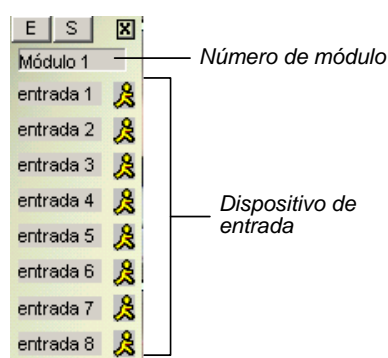 E S X
Módulo 1
Número de módulo
entrada 1
entrada 2
entrada 3
entrada 4
Dispositivo de
entrada
entrada 5
entrada 6
entrada 7
entrada 8